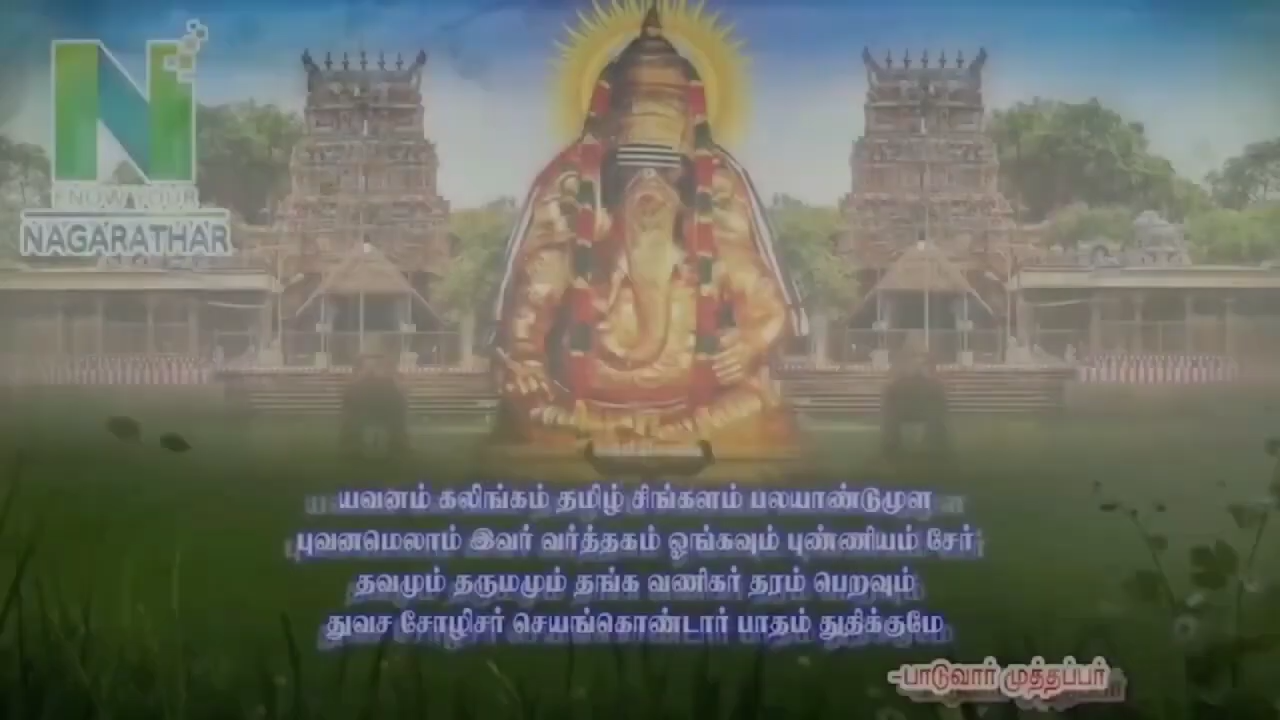 N
KNOW YOUR
NAGARATHAR
யவனம் கலிங்கம் தமிழ் சிங்களம் பலயாண்டுமுள
புவனமெலாம் இவர் வர்த்தகம் ஓங்கவும் புண்ணியம் சேர்
தவமும் தருமமும் தங்க வணிகர் தரம் பெறவும்
துவச சோழிசர் செயங்கொண்டார் பாதம் துதிக்குமே
-பாடுவார் முத்தப்பர்